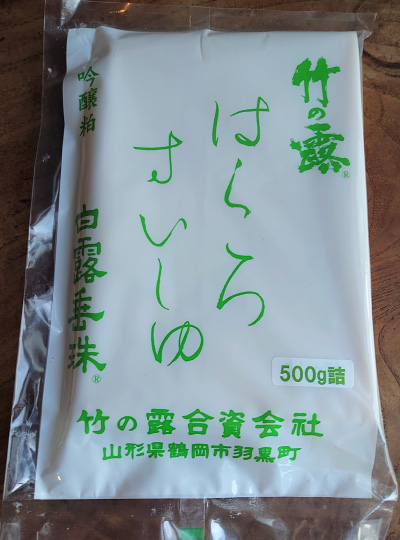 竹の露®
はくろ
すいしゅ
吟醸粕
白露垂珠®
500g詰
竹の露合資会社
山形県鶴岡市羽黒町